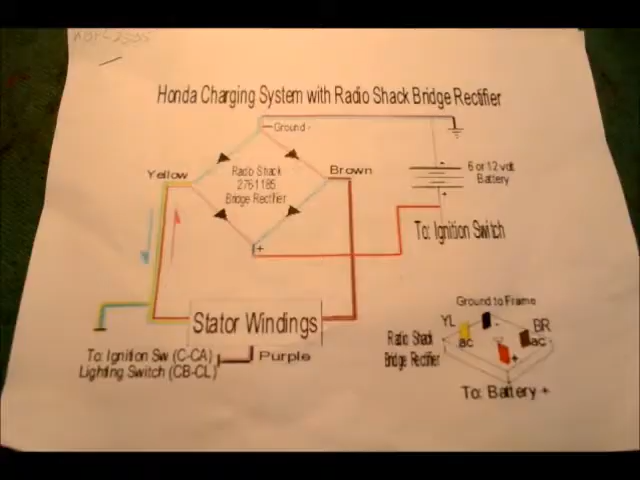 Honda Charging System with Radio Shack Bridge Rectifier
Ground -
Yellow
Radio Shack
2761185
Bridge Rectifier
Brown
6 or 12 volt
Battery
-
+
+
To: Ignition Switch
Stator Windings
To: Ignition Sw (C-CA)
Lighting Switch (CB-CL)
Purple
Ground to Frame
YL
BR
ac
ac
Radio Shack
Bridge Rectifier
+
To: Battery +